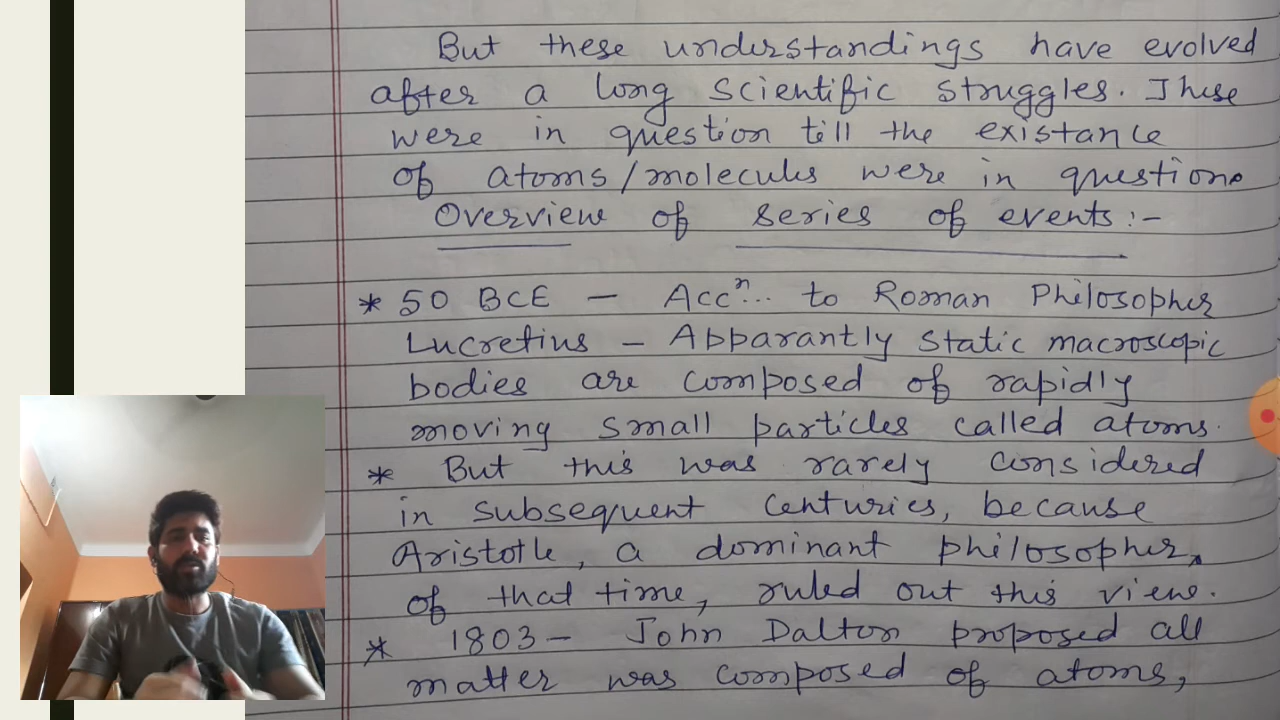 But these understandings have evolved
after a long scientific struggles. These
were in question till the existance
of atoms/molecules were in question.
Overview of series of events:-
* 50 BCE - Accn... to Roman Philosopher
Lucretius - Apparantly static macroscopic
bodies are composed of rapidly
moving small particles called atoms.
* But this was rarely considered
in subsequent centuries, because
Aristotle, a dominant philosopher,
of that time, ruled out this view.
* 1803- John Dalton proposed all
matter was composed of atoms,